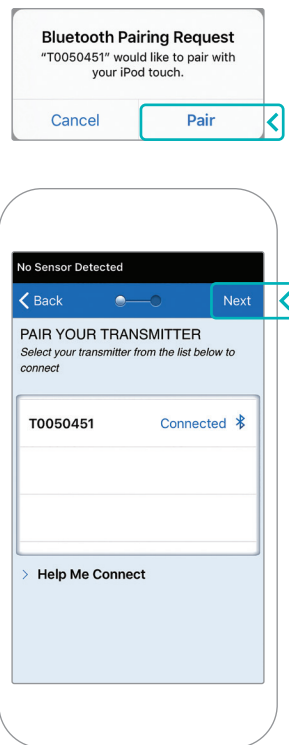 Bluetooth Pairing Request
“T0050451” would like to pair with
your iPod touch.
Cancel Pair
No Sensor Detected
Back Next
PAIR YOUR TRANSMITTER
Select your transmitter from the list below to
connect
T0050451 Connected
> Help Me Connect